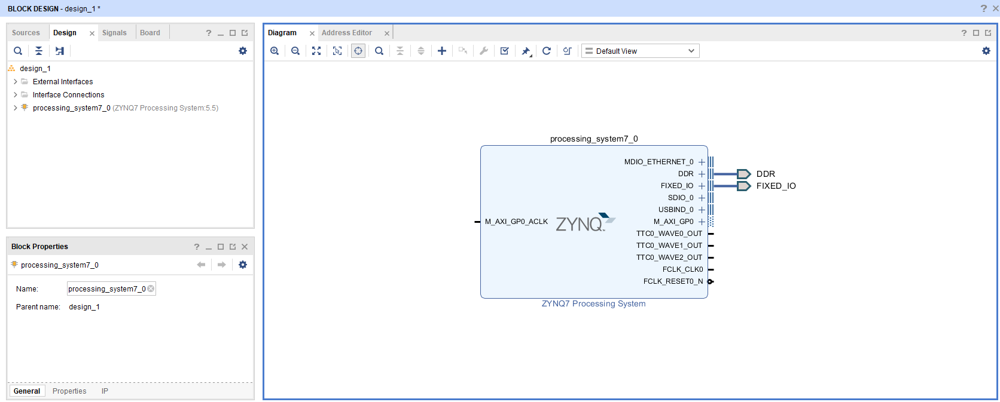 BLOCK DESIGN - design_1 *
Sources
Design
Signals
Board
design_1
External Interfaces
Interface Connections
processing_system7_0 (ZYNQ7 Processing System:5.5)
Block Properties
processing_system7_0
Name: processing_system7_0
Parent name: design_1
General
Properties
IP
Diagram
Address Editor
Default View
processing_system7_0
MDIO_ETHERNET_0
DDR
DDR
FIXED_IO
FIXED_IO
SDIO_0
USBIND_0
M_AXI_GP0_ACLK
ZYNQ™
M_AXI_GP0
TTC0_WAVE0_OUT
TTC0_WAVE1_OUT
TTC0_WAVE2_OUT
FCLK_CLK0
FCLK_RESET0_N
ZYNQ7 Processing System